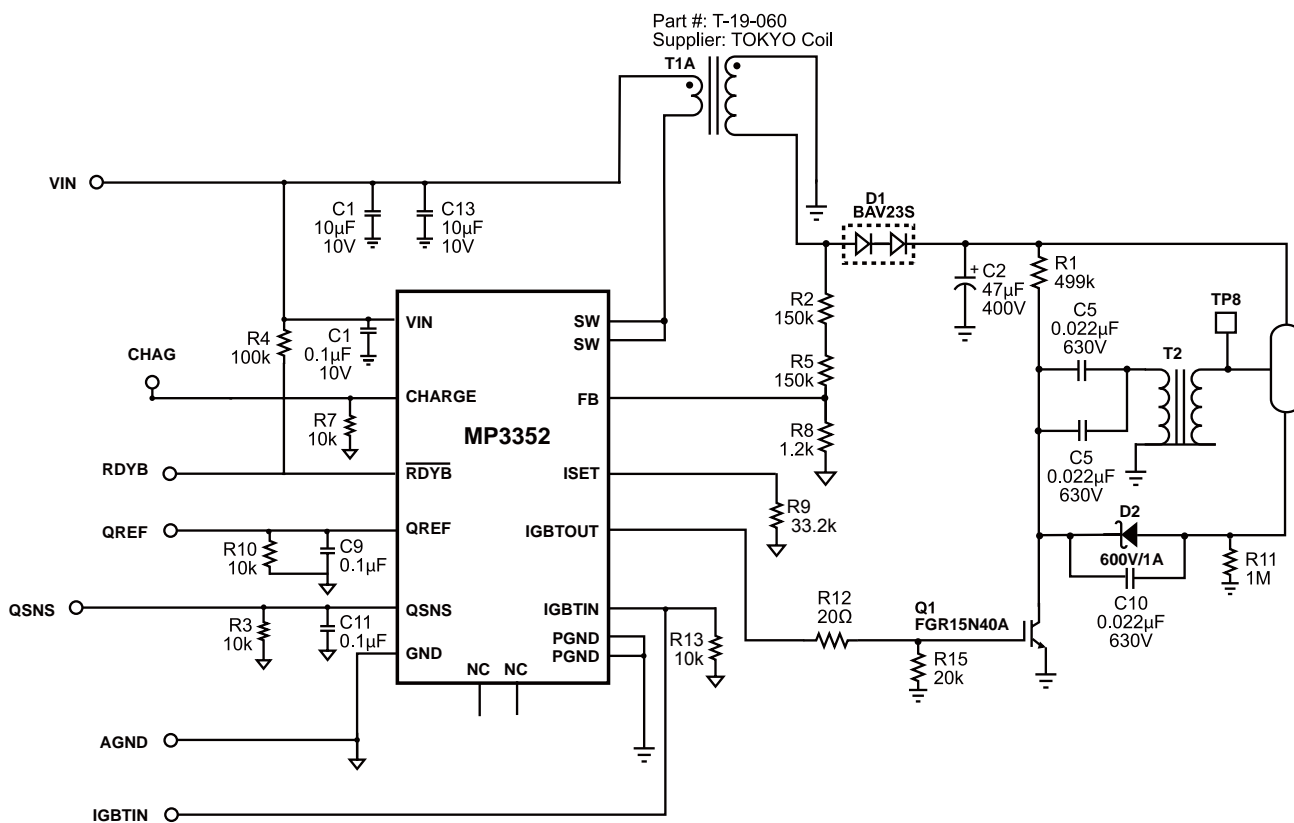 Part #: T-19-060
Supplier: TOKYO Coil
T1A
VIN
C1
10µF
10V
C13
10µF
10V
D1
BAV23S
R4
100k
VIN
C1
0.1µF
10V
SW
SW
R2
150k
+
C2
47µF
400V
R1
499k
C5
0.022µF
630V
TP8
T2
CHAG
R5
150k
CHARGE
FB
R7
10k
MP3352
R8
1.2k
C5
0.022µF
630V
RDYB
RDYB
ISET
R9
33.2k
QREF
QREF
IGBTOUT
R10
10k
C9
0.1µF
D2
600V/1A
R11
1M
QSNS
QSNS
IGBTIN
R12
20Ω
Q1
FGR15N40A
C10
0.022µF
630V
R3
10k
C11
0.1µF
PGND
PGND
R13
10k
GND
NC
NC
R15
20k
AGND
IGBTIN